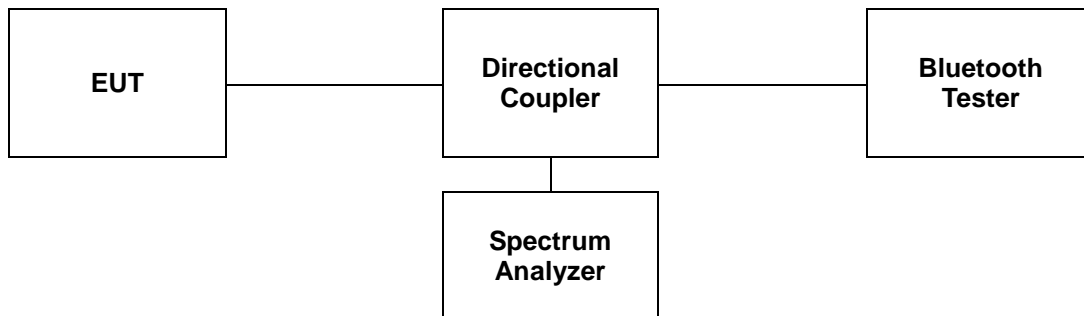 EUT
Directional
Coupler
Bluetooth
Tester
Spectrum
Analyzer